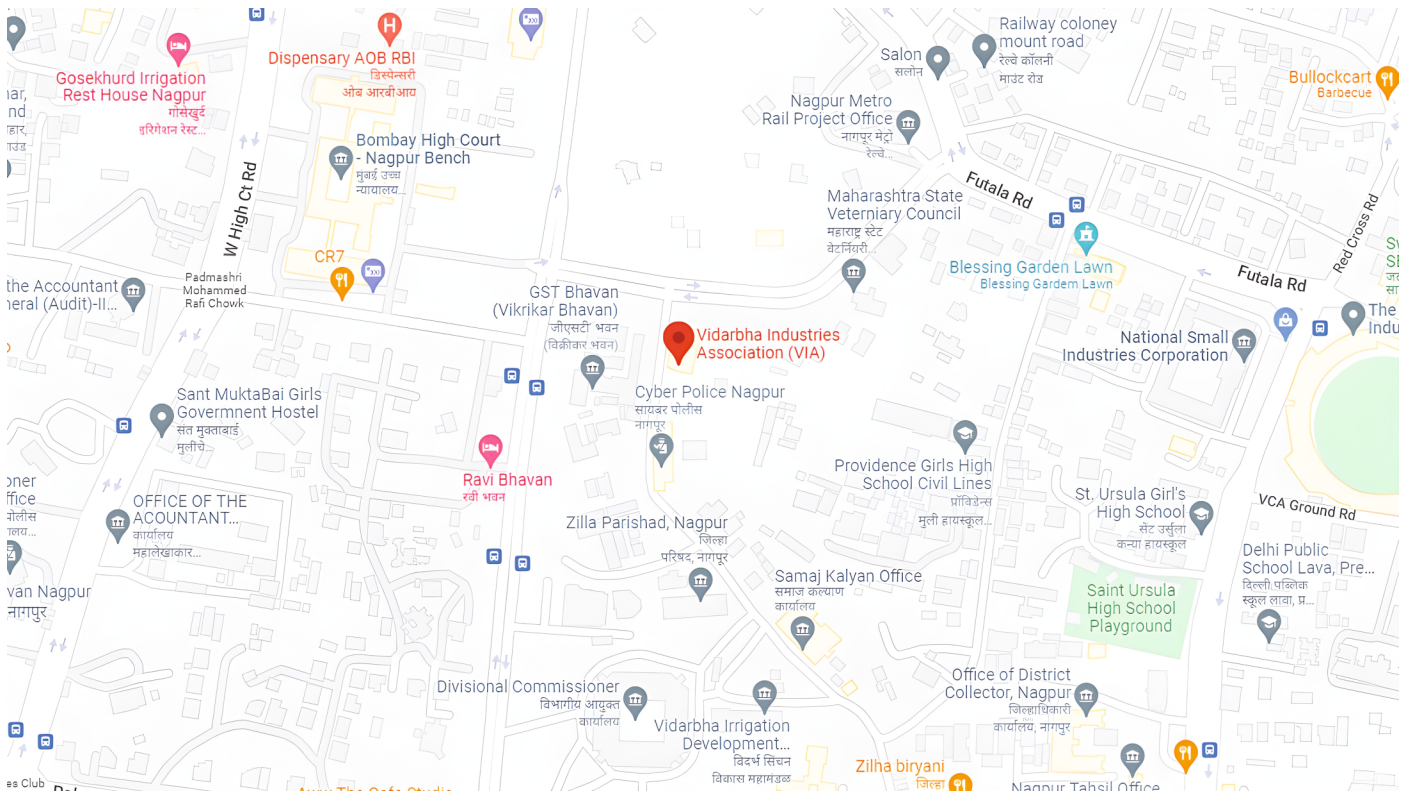 Railway coloney
mount road
रेल्वे कॉलनी
माउंट रोड
Salon
सलोन
Dispensary AOB RBI
डिस्पेन्सरी
ओब आरबीआय
Gosekhurd Irrigation
Rest House Nagpur
गोसेखुर्द
इरिगेशन रेस्ट...
Bullockcart
Barbecue
Nagpur Metro
Rail Project Office
नागपूर मेट्रो
रेल्वे...
Bombay High Court
- Nagpur Bench
मुंबई उच्च
न्यायालय...
W High Ct Rd
Futala Rd
Maharashtra State
Veterniary Council
महाराष्ट्र स्टेट
वेटर्नियरी...
Red Cross Rd
CR7
Blessing Garden Lawn
Blessing Gardem Lawn
Futala Rd
Padmashri
Mohammed
Rafi Chowk
the Accountant
neral (Audit)-II...
GST Bhavan
(Vikrikar Bhavan)
जीएसटी भवन
(विक्रीकर भवन)
The
Indu
Vidarbha Industries
Association (VIA)
National Small
Industries Corporation
Cyber Police Nagpur
सायबर पोलीस
नागपूर
Sant MuktaBai Girls
Govermnent Hostel
संत मुक्ताबाई
मुलींचे...
Providence Girls High
School Civil Lines
प्रॉविडेन्स
मुली हायस्कूल...
Ravi Bhavan
रवी भवन
St. Ursula Girl's
High School
सेंट उर्सुला
कन्या हायस्कूल
VCA Ground Rd
OFFICE OF THE
ACOUNTANT...
कार्यालय
महालेखाकार...
Zilla Parishad, Nagpur
जिल्हा
परिषद, नागपूर
Delhi Public
School Lava, Pre...
दिल्ली पब्लिक
स्कूल लावा, प्र...
Samaj Kalyan Office
समाज कल्याण
कार्यालय
Saint Ursula
High School
Playground
van Nagpur
नागपुर
Divisional Commissioner
विभागीय आयुक्त
कार्यालय
Office of District
Collector, Nagpur
जिल्हाधिकारी
कार्यालय, नागपुर
Vidarbha Irrigation
Development...
विदर्भ सिंचन
विकास महामंडळ
Zilha biryani
जिल्हा
Nagpur Tahsil Office
es Club